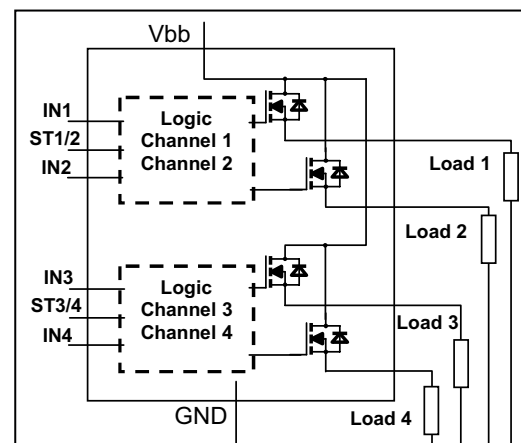 Vbb
IN1
ST1/2
IN2
Logic
Channel 1
Channel 2
Load 1
Load 2
IN3
ST3/4
IN4
Logic
Channel 3
Channel 4
Load 3
Load 4
GND